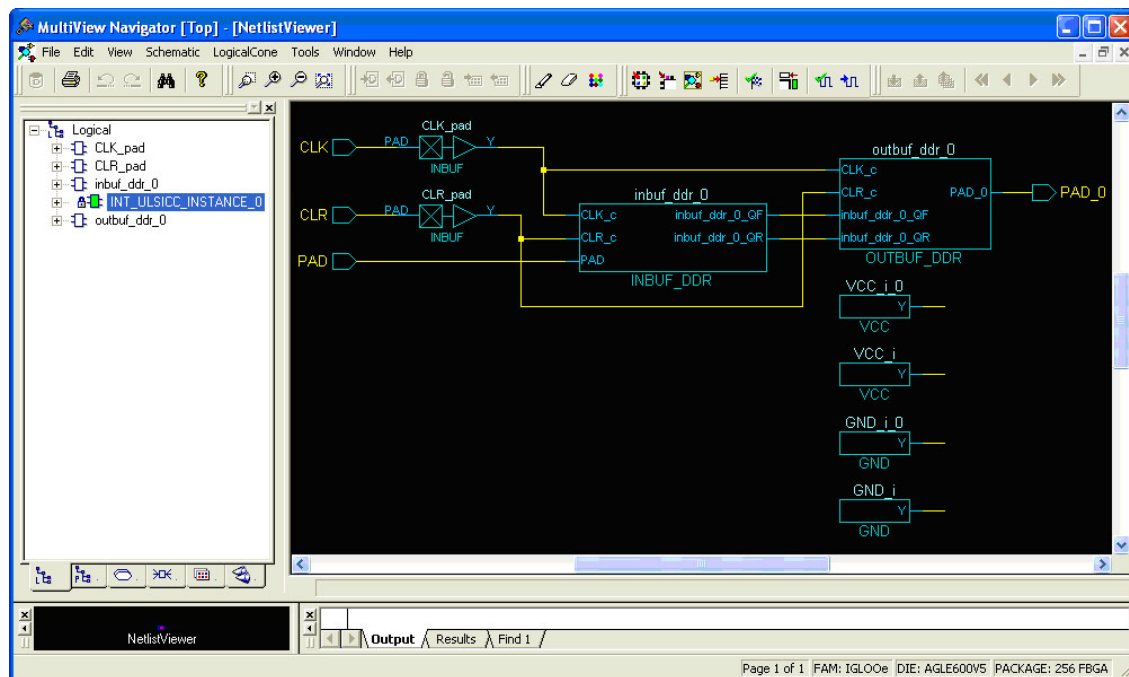 MultiView Navigator [Top] - [NetlistViewer]
File Edit View Schematic LogicalCone Tools Window Help
Logical
CLK_pad
CLR_pad
inbuf_ddr_0
INT_ULSICC_INSTANCE_0
outbuf_ddr_0
CLK
PAD
CLK_pad
Y
INBUF
CLR
PAD
CLR_pad
Y
INBUF
PAD
inbuf_ddr_0
CLK_c inbuf_ddr_0_QF
CLR_c inbuf_ddr_0_QR
PAD
INBUF_DDR
outbuf_ddr_0
CLK_c
CLR_c PAD_0
inbuf_ddr_0_QF
inbuf_ddr_0_QR
OUTBUF_DDR
PAD_0
VCC_i_0
Y
VCC
VCC_i
Y
VCC
GND_i_0
Y
GND
GND_i
Y
GND
NetlistViewer
Output Results Find 1
Page 1 of 1 FAM: IGLOOe DIE: AGLE600V5 PACKAGE: 256 FBGA